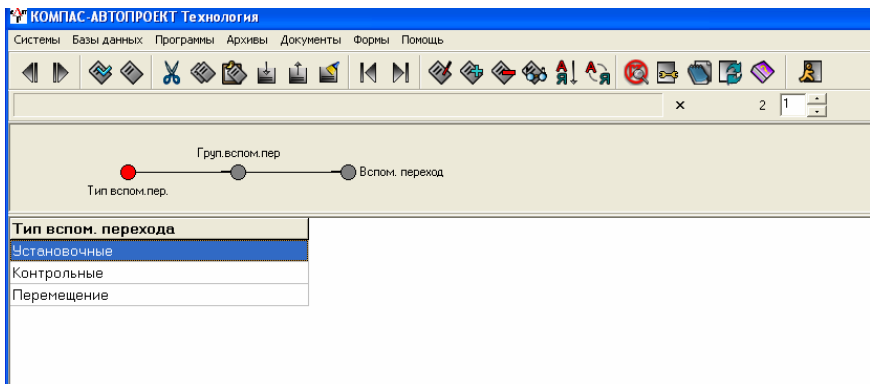 КОМПАС-АВТОПРОЕКТ Технология
Системы Базы данных Программы Архивы Документы Формы Помощь
А Я А Я
× 2 1
Груп.вспом.пер
Вспом. переход
Тип вспом.пер.
Тип вспом. перехода
Установочные
Контрольные
Перемещение